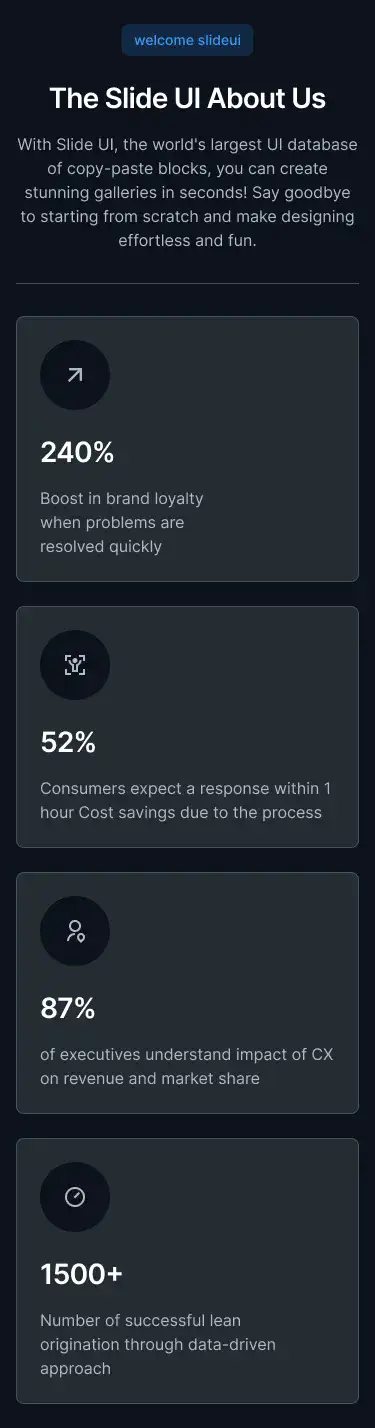 welcome slideui
The Slide UI About Us
With Slide UI, the world's largest UI database
of copy-paste blocks, you can create
stunning galleries in seconds! Say goodbye
to starting from scratch and make designing
effortless and fun.
240%
Boost in brand loyalty
when problems are
resolved quickly
52%
Consumers expect a response within 1
hour Cost savings due to the process
87%
of executives understand impact of CX
on revenue and market share
1500+
Number of successful lean
origination through data-driven
approach